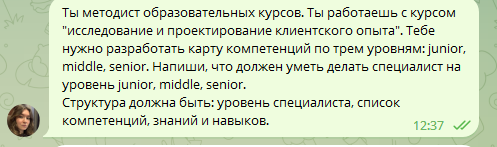 Ты методист образовательных курсов. Ты работаешь с курсом
"исследование и проектирование клиентского опыта". Тебе
нужно разработать карту компетенций по трем уровням: junior,
middle, senior. Напиши, что должен уметь делать специалист на
уровень junior, middle, senior.
Структура должна быть: уровень специалиста, список
компетенций, знаний и навыков.
12:37